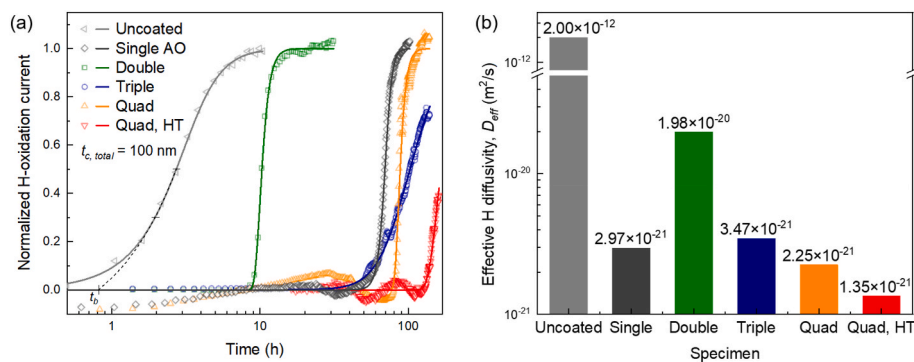 (a)
Normalized H-oxidation current
1.0
0.8
0.6
0.4
0.2
0.0
Uncoated
Single AO
Double
Triple
Quad
Quad, HT
t_c, total = 100 nm
t_b
1
10
100
Time (h)
(b)
Effective H diffusivity, D_eff (m²/s)
10⁻¹²
10⁻²⁰
10⁻²¹
2.00×10⁻¹²
2.97×10⁻²¹
1.98×10⁻²⁰
3.47×10⁻²¹
2.25×10⁻²¹
1.35×10⁻²¹
Uncoated
Single
Double
Triple
Quad
Quad, HT
Specimen